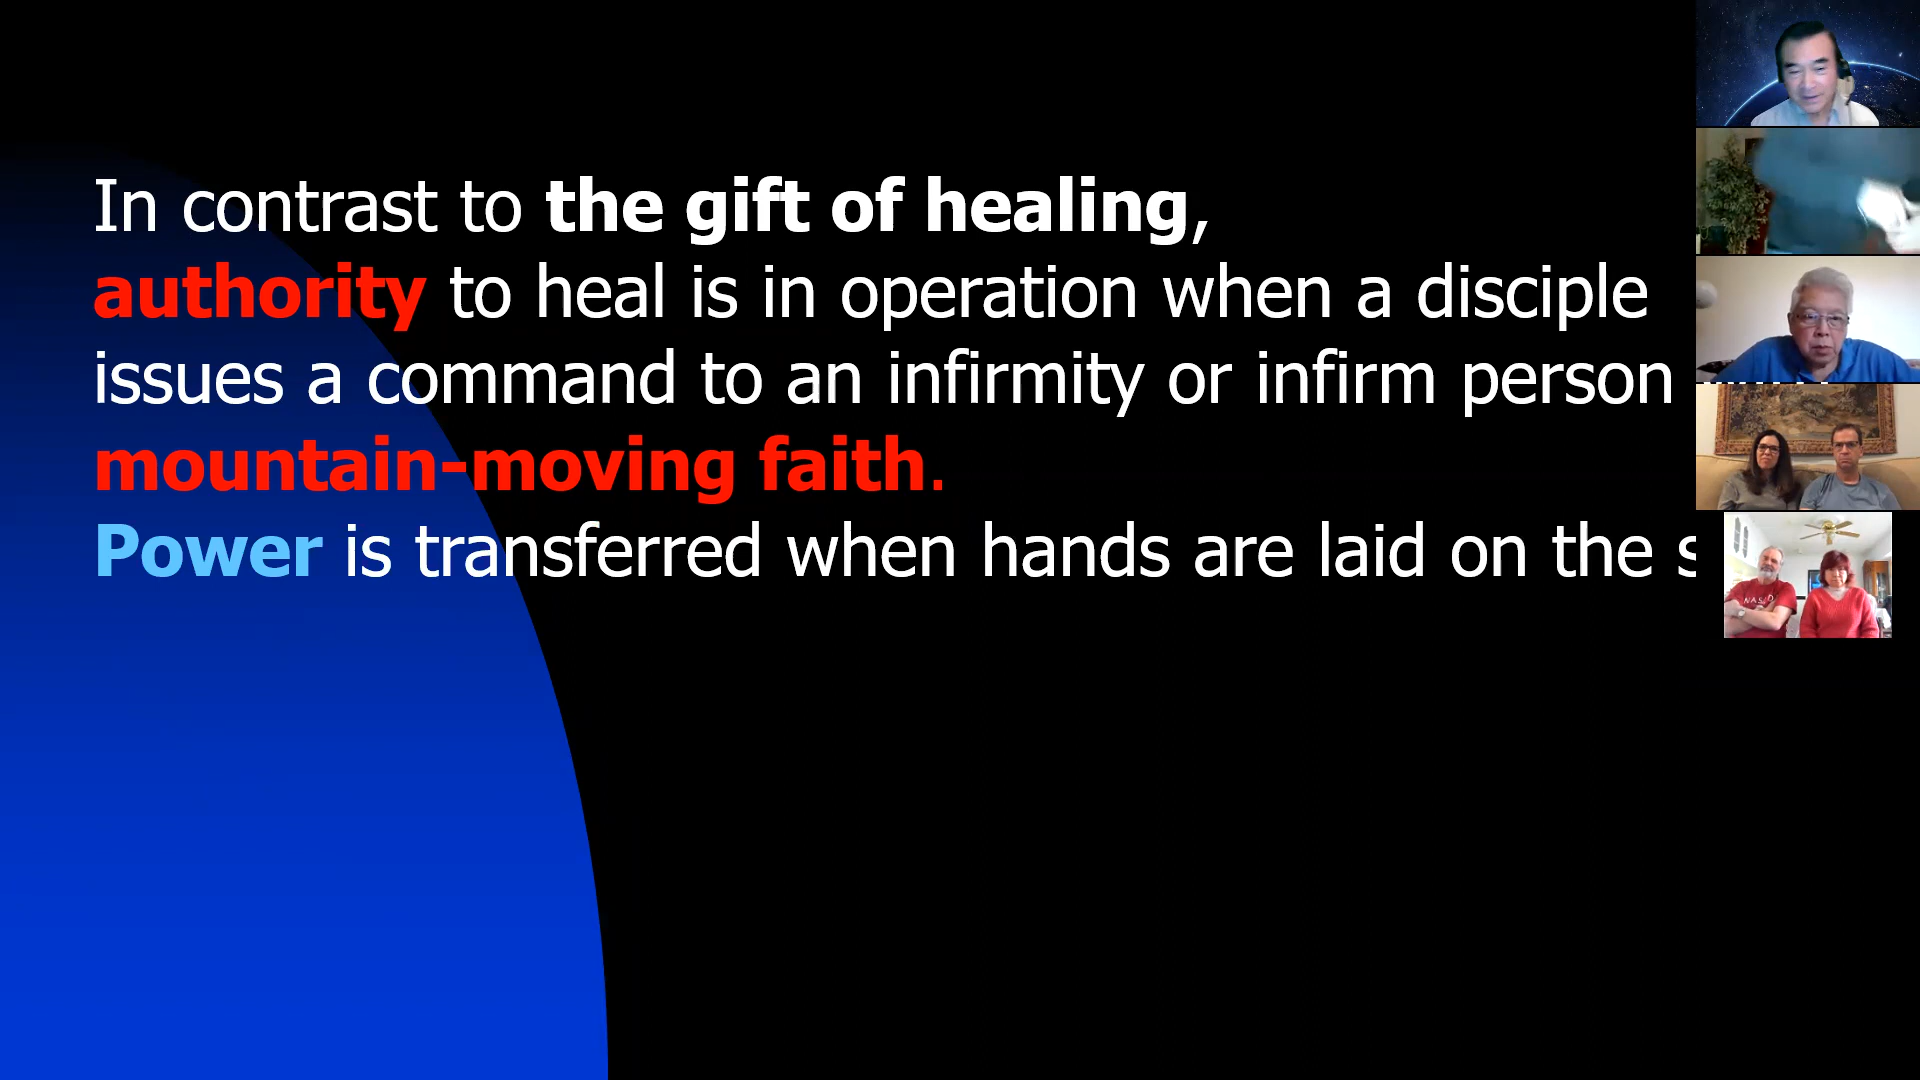 In contrast to the gift of healing,
authority to heal is in operation when a disciple
issues a command to an infirmity or infirm person
mountain-moving faith.
Power is transferred when hands are laid on the s